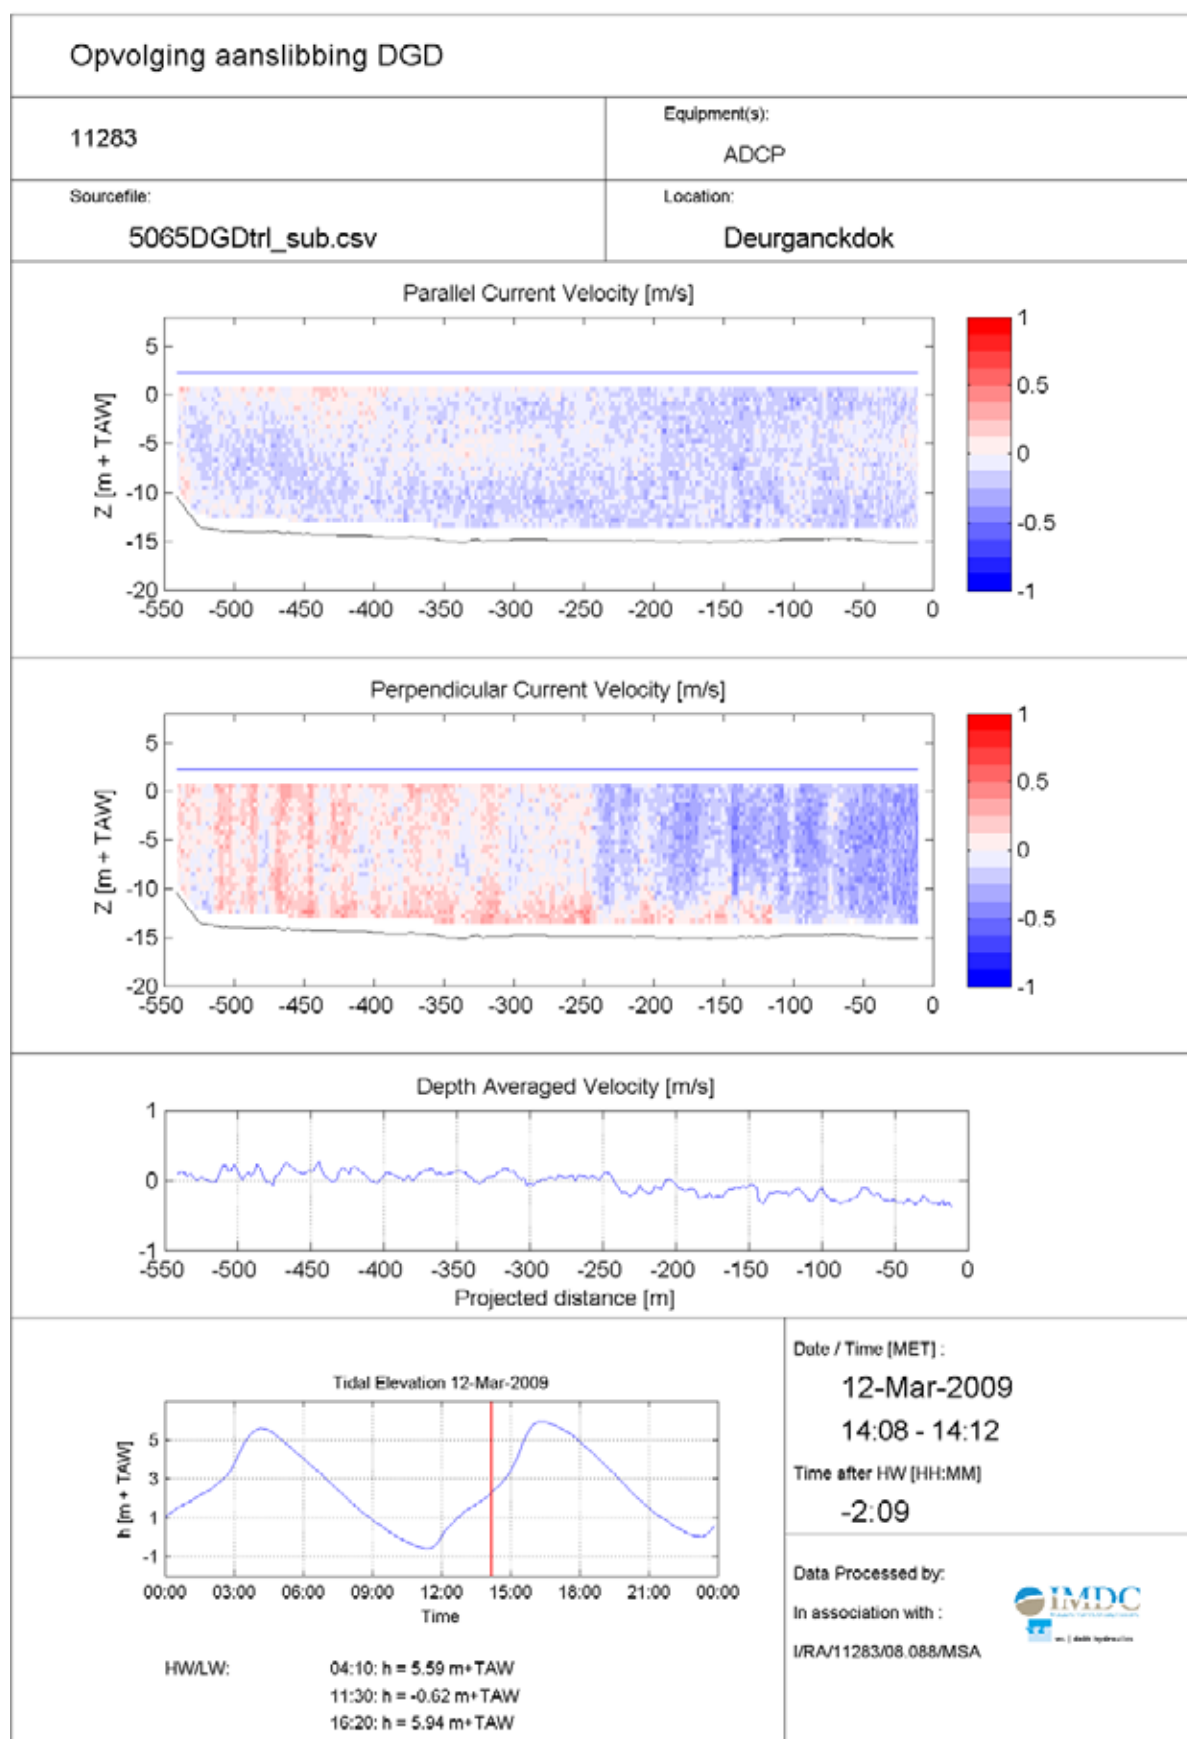 Opvolging aanslibbing DGD
11283
Equipment(s):
ADCP
Sourcefile:
5065DGDtrl_sub.csv
Location:
Deurganckdok
Parallel Current Velocity [m/s]
5
0
-5
-10
-15
-20
Z [m + TAW]
-550 -500 -450 -400 -350 -300 -250 -200 -150 -100 -50 0
1
0.5
0
-0.5
-1
Perpendicular Current Velocity [m/s]
5
0
-5
-10
-15
-20
Z [m + TAW]
-550 -500 -450 -400 -350 -300 -250 -200 -150 -100 -50 0
1
0.5
0
-0.5
-1
Depth Averaged Velocity [m/s]
1
0
-1
-550 -500 -450 -400 -350 -300 -250 -200 -150 -100 -50 0
Projected distance [m]
Tidal Elevation 12-Mar-2009
5
3
1
-1
h [m + TAW]
00:00 03:00 06:00 09:00 12:00 15:00 18:00 21:00 00:00
Time
HW/LW:
04:10: h = 5.59 m+TAW
11:30: h = -0.62 m+TAW
16:20: h = 5.94 m+TAW
Date / Time [MET] :
12-Mar-2009
14:08 - 14:12
Time after HW [HH:MM]
-2:09
Data Processed by:
IMDC
In association with :
wL | delft hydraulics
I/RA/11283/08.088/MSA